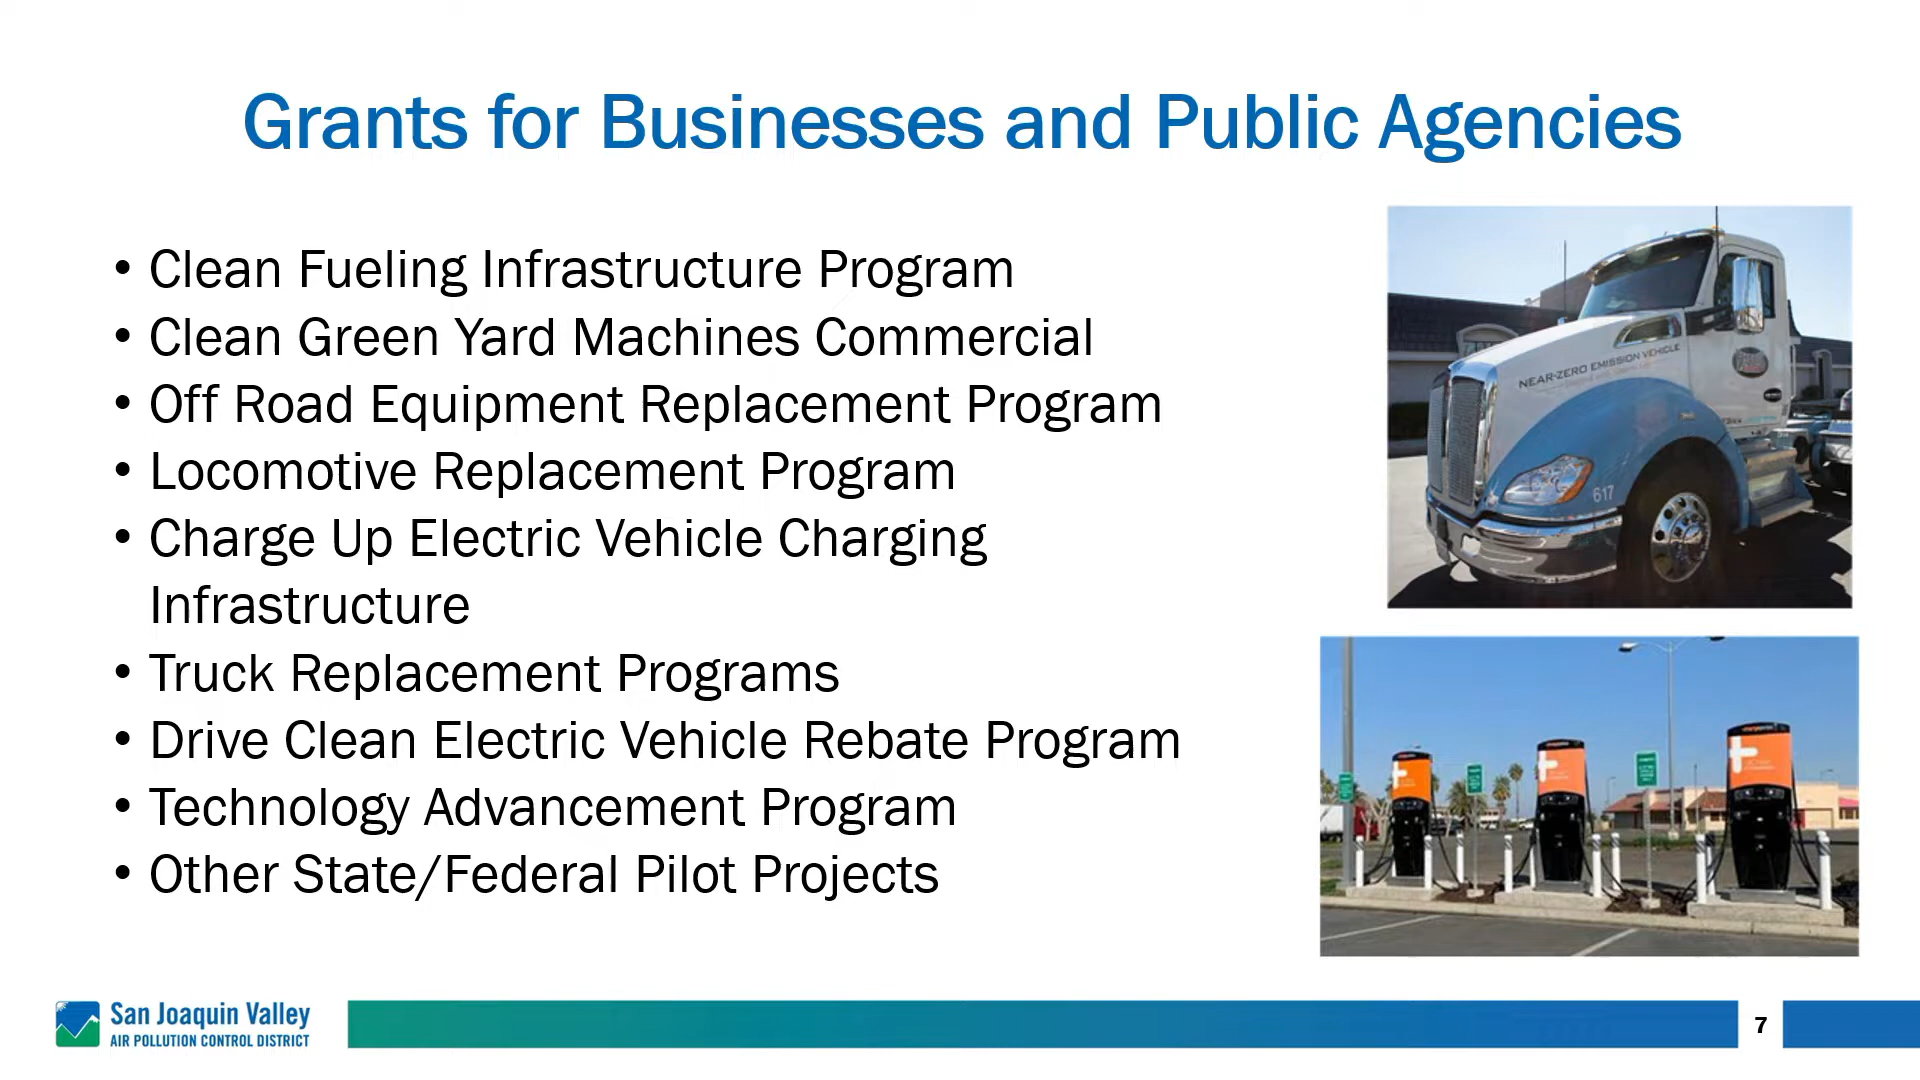 Grants for Businesses and Public Agencies
• Clean Fueling Infrastructure Program
• Clean Green Yard Machines Commercial
• Off Road Equipment Replacement Program
• Locomotive Replacement Program
• Charge Up Electric Vehicle Charging
Infrastructure
• Truck Replacement Programs
• Drive Clean Electric Vehicle Rebate Program
• Technology Advancement Program
• Other State/Federal Pilot Projects
NEAR-ZERO EMISSION VEHICLE
617
San Joaquin Valley
AIR POLLUTION CONTROL DISTRICT
7